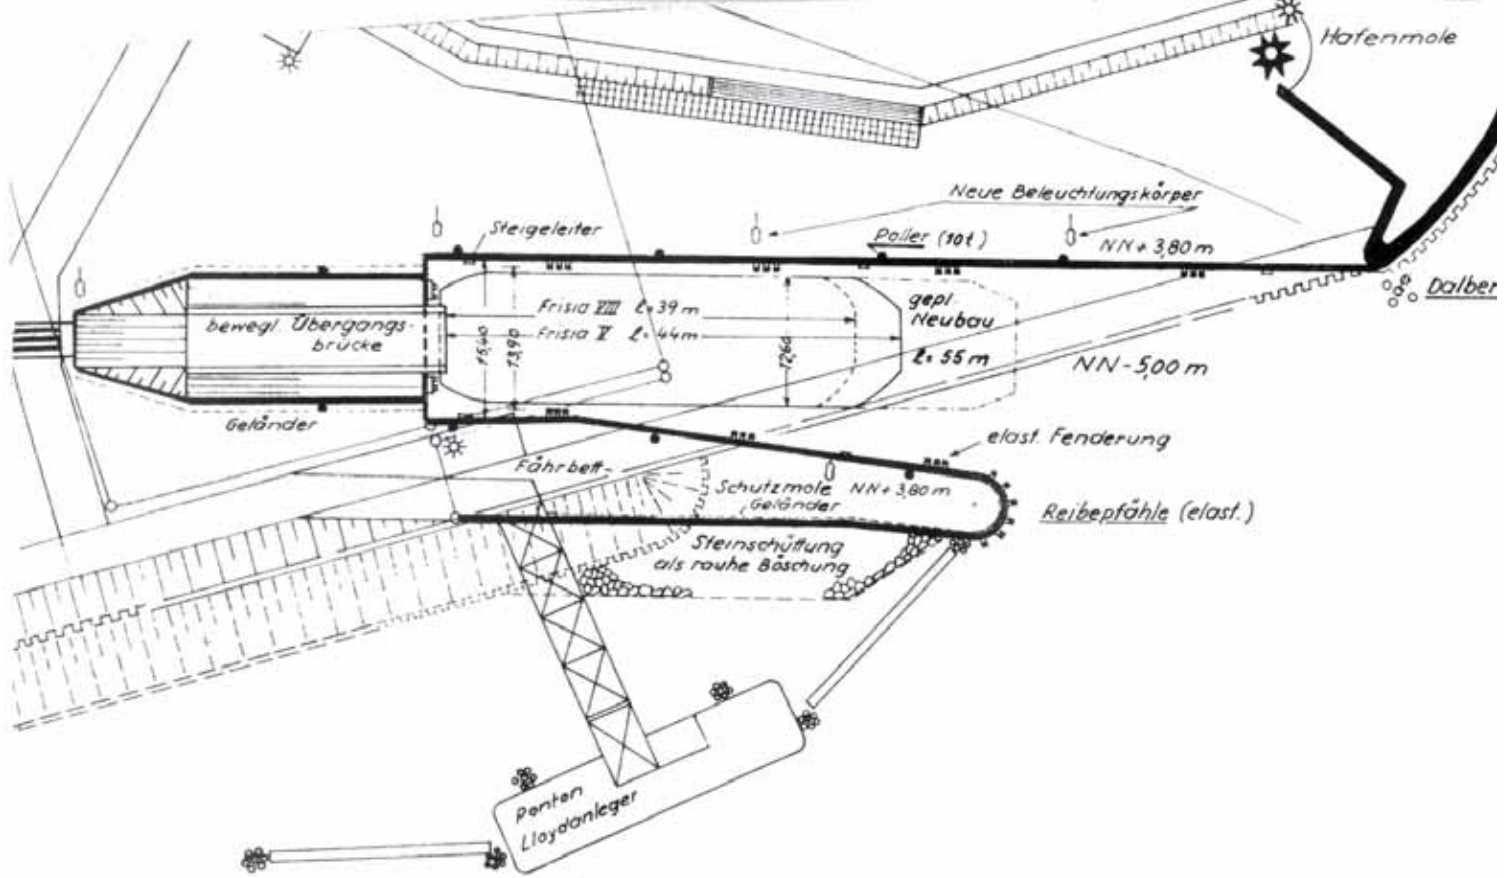 Hafenmole
Neue Beleuchtungskörper
Steigeleiter
Poller (10t)
NN+3,80m
Dalben
Frisia VIII l=39m
gepl.
Neubau
l=55m
bewegl. Übergangs-
brücke
Frisia V l=44m
15,40
13,90
12,60
NN-5,00m
Geländer
elast. Fenderung
Fährbett
Schutzmole NN+3,80m
Geländer
Reibepfähle (elast.)
Steinschüttung
als rauhe Böschung
Ponton
Lloydanleger